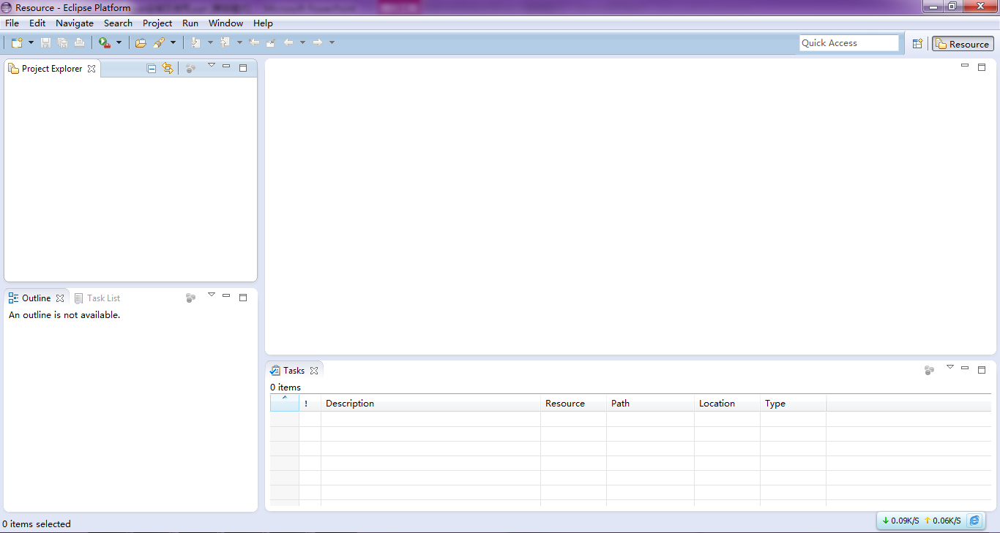 Resource - Eclipse Platform
File Edit Navigate Search Project Run Window Help
Quick Access
Resource
Project Explorer
Outline Task List
An outline is not available.
Tasks
0 items
! Description Resource Path Location Type
0 items selected
0.09K/S 0.06K/S